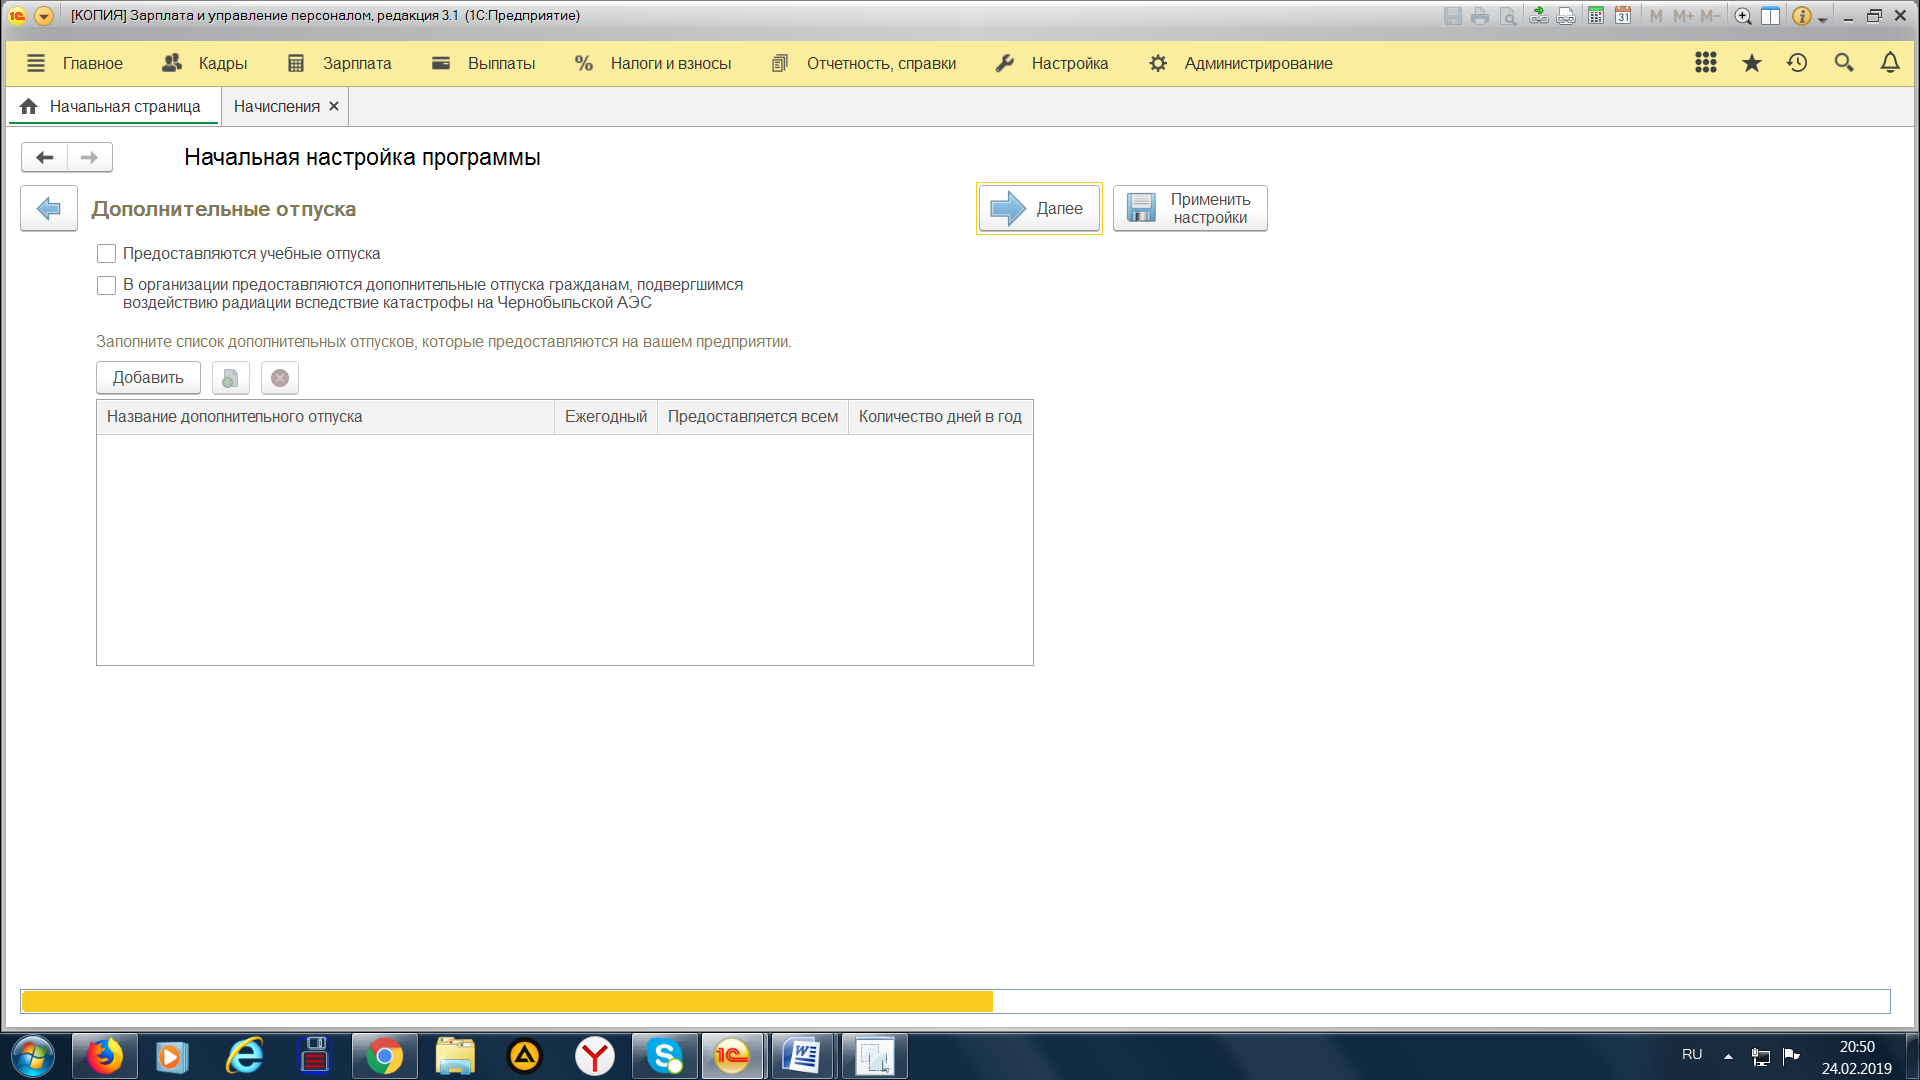 [КОПИЯ] Зарплата и управление персоналом, редакция 3.1 (1С:Предприятие)
M M+ M-
31
Главное Кадры Зарплата Выплаты Налоги и взносы Отчетность, справки Настройка Администрирование
Начальная страница Начисления
Начальная настройка программы
Дополнительные отпуска
Далее
Применить
настройки
Предоставляются учебные отпуска
В организации предоставляются дополнительные отпуска гражданам, подвергшимся
воздействию радиации вследствие катастрофы на Чернобыльской АЭС
Заполните список дополнительных отпусков, которые предоставляются на вашем предприятии.
Добавить
Название дополнительного отпуска Ежегодный Предоставляется всем Количество дней в год
RU
20:50
24.02.2019